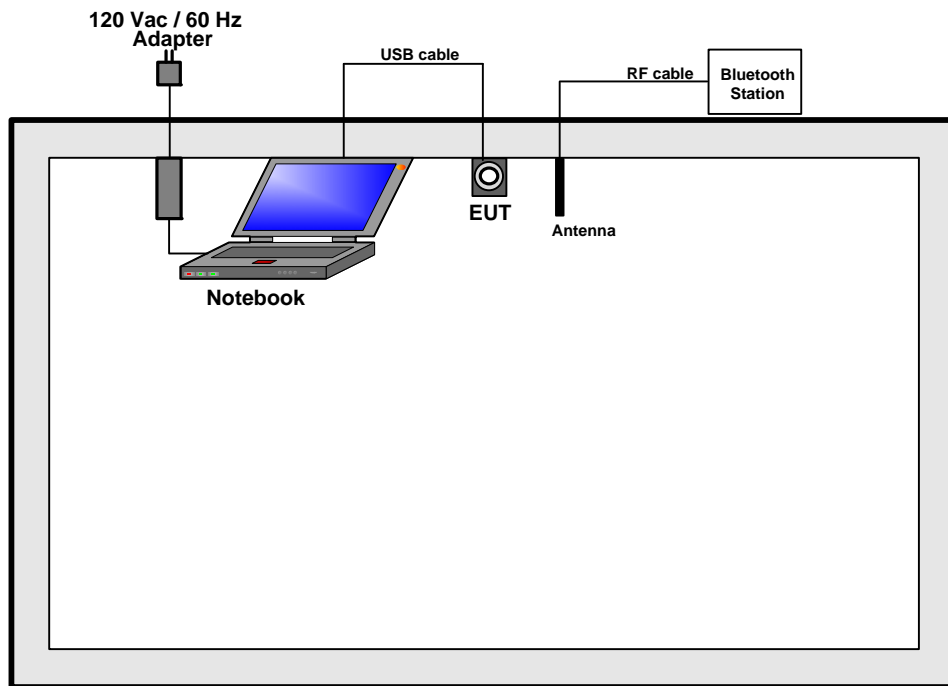 120 Vac / 60 Hz
Adapter
USB cable
RF cable
Bluetooth
Station
EUT
Antenna
Notebook